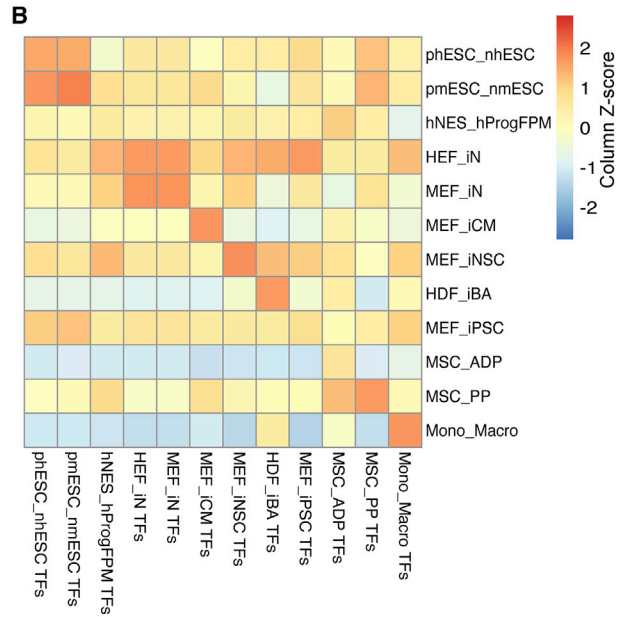 B
phESC_nhESC
pmESC_nmESC
hNES_hProgFPM
HEF_iN
MEF_iN
MEF_iCM
MEF_iNSC
HDF_iBA
MEF_iPSC
MSC_ADP
MSC_PP
Mono_Macro
phESC_nhESC TFs
pmESC_nmESC TFs
hNES_hProgFPM TFs
HEF_iN TFs
MEF_iN TFs
MEF_iCM TFs
MEF_iNSC TFs
HDF_iBA TFs
MEF_iPSC TFs
MSC_ADP TFs
MSC_PP TFs
Mono_Macro TFs
2
1
0
-1
-2
Column Z-score